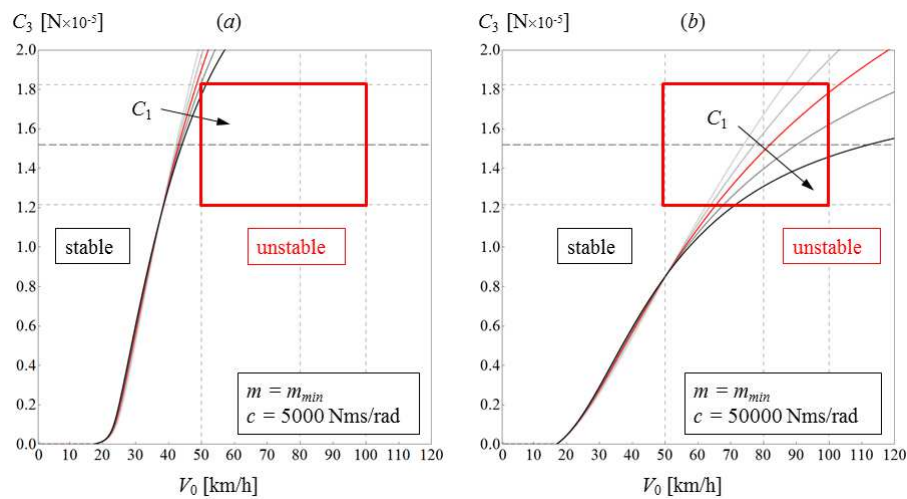 C₃ [N×10⁻⁵] (a)
2.0
1.8
1.6
1.4
1.2
1.0
0.8
0.6
0.4
0.2
0.0
C₁
stable
unstable
m = mₘᵢₙ
c = 5000 Nms/rad
0 10 20 30 40 50 60 70 80 90 100 120
V₀ [km/h]
C₃ [N×10⁻⁵] (b)
2.0
1.8
1.6
1.4
1.2
1.0
0.8
0.6
0.4
0.2
0.0
C₁
stable
unstable
m = mₘᵢₙ
c = 50000 Nms/rad
0 10 20 30 40 50 60 70 80 90 100 110 120
V₀ [km/h]